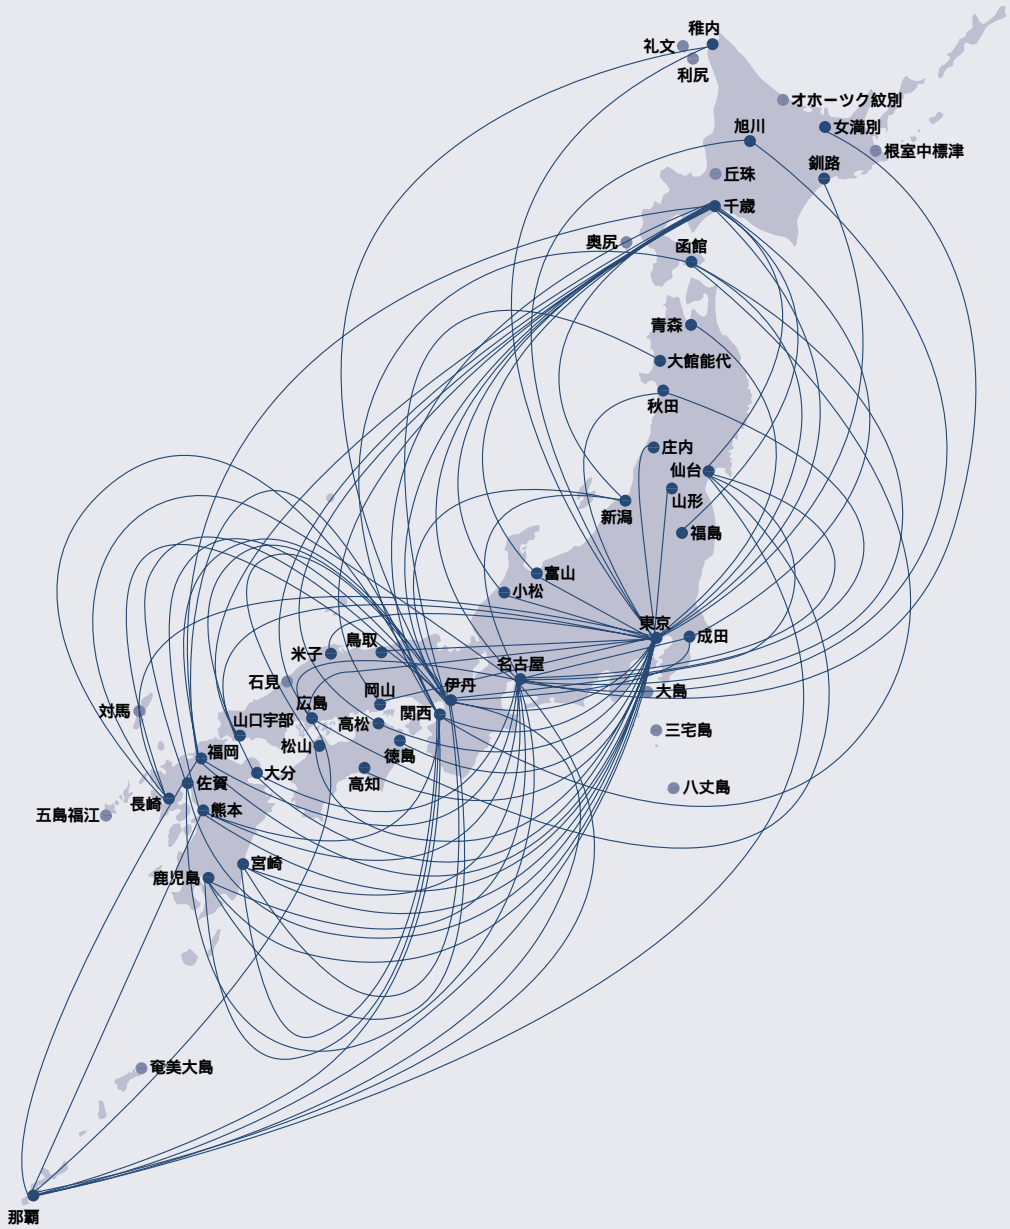 稚内
礼文
利尻
オホーツク紋別
旭川
女満別
根室中標津
釧路
丘珠
千歳
奥尻
函館
青森
大館能代
秋田
庄内
仙台
山形
新潟
福島
富山
小松
東京
成田
鳥取
米子
名古屋
石見
伊丹
大島
岡山
広島
対馬
関西
山口宇部
高松
三宅島
松山
福岡
徳島
大分
佐賀
高知
八丈島
長崎
熊本
五島福江
宮崎
鹿児島
奄美大島
那覇